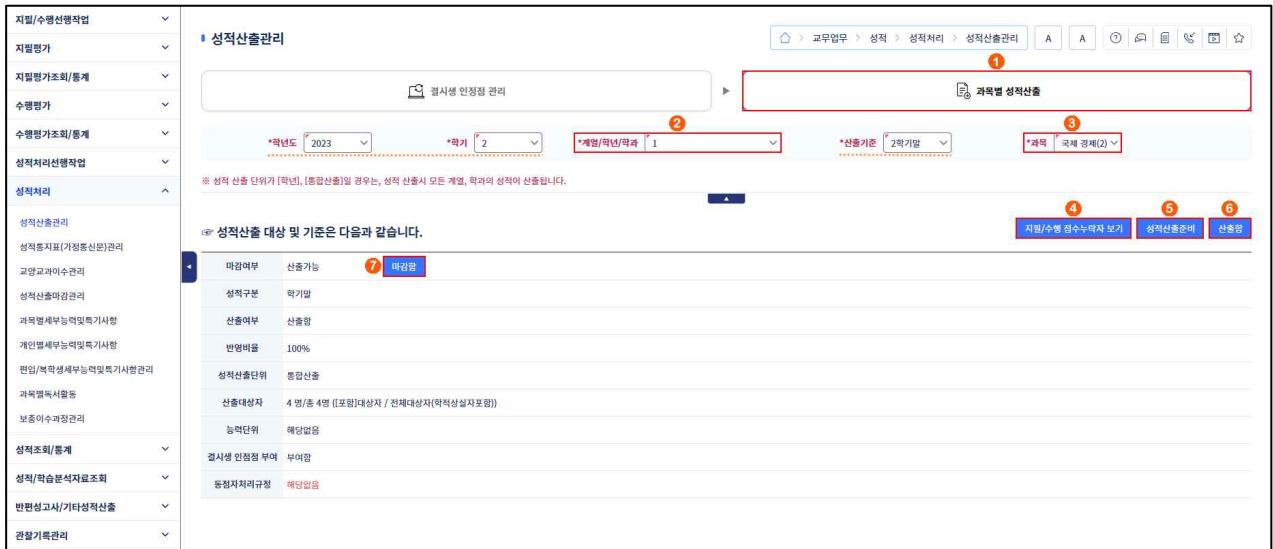 지필/수행선행작업
지필평가
지필평가조회/통계
수행평가
수행평가조회/통계
성적처리선행작업
성적처리
성적산출관리
성적통지표(가정통신문)관리
교양교과이수관리
성적산출마감관리
과목별세부능력및특기사항
개인별세부능력및특기사항
편입/복학생세부능력및특기사항관리
과목별독서활동
보충이수과정관리
성적조회/통계
성적/학습분석자료조회
반편성고사/기타성적산출
관찰기록관리
성적산출관리
교무업무 > 성적 > 성적처리 > 성적산출관리 A A
1
결시생 인정점 관리 ▶ 과목별 성적산출
2 3
*학년도 2023 *학기 2 *계열/학년/학과 1 *산출기준 2학기말 *과목 국제 경제(2)
※ 성적 산출 단위가 [학년], [통합산출]일 경우는, 성적 산출시 모든 계열, 학과의 성적이 산출됩니다.
4 5 6
☞ 성적산출 대상 및 기준은 다음과 같습니다. 지필/수행 점수누락자 보기 성적산출준비 산출함
마감여부 산출가능 7 마감함
성적구분 학기말
산출여부 산출함
반영비율 100%
성적산출단위 통합산출
산출대상자 4 명/총 4명 ([포함]대상자 / 전체대상자(학적상실자포함))
능력단위 해당없음
결시생 인정점 부여 부여함
동점자처리규정 해당없음